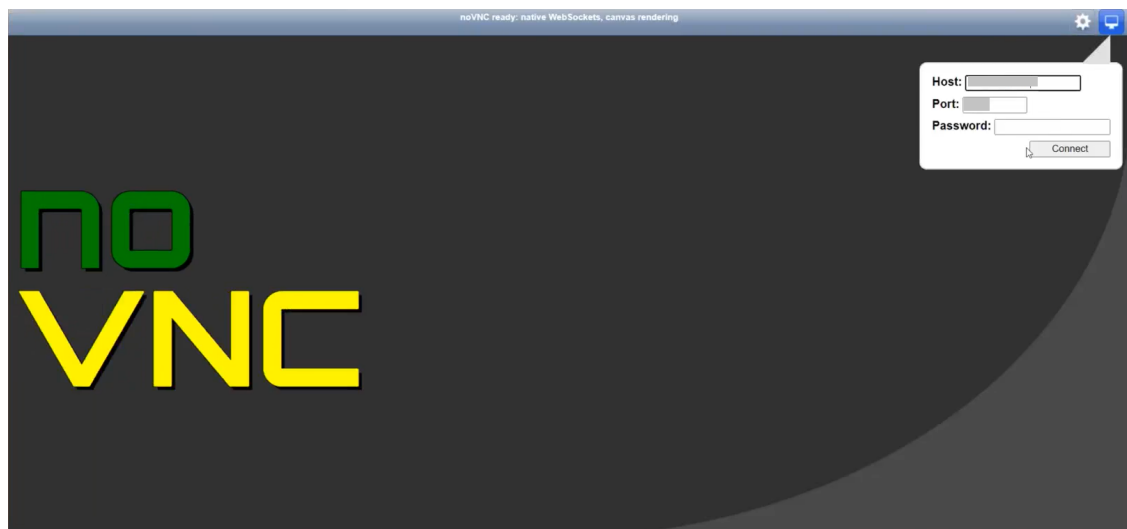 noVNC ready: native WebSockets, canvas rendering
Host:
Port:
Password:
Connect
no
VNC